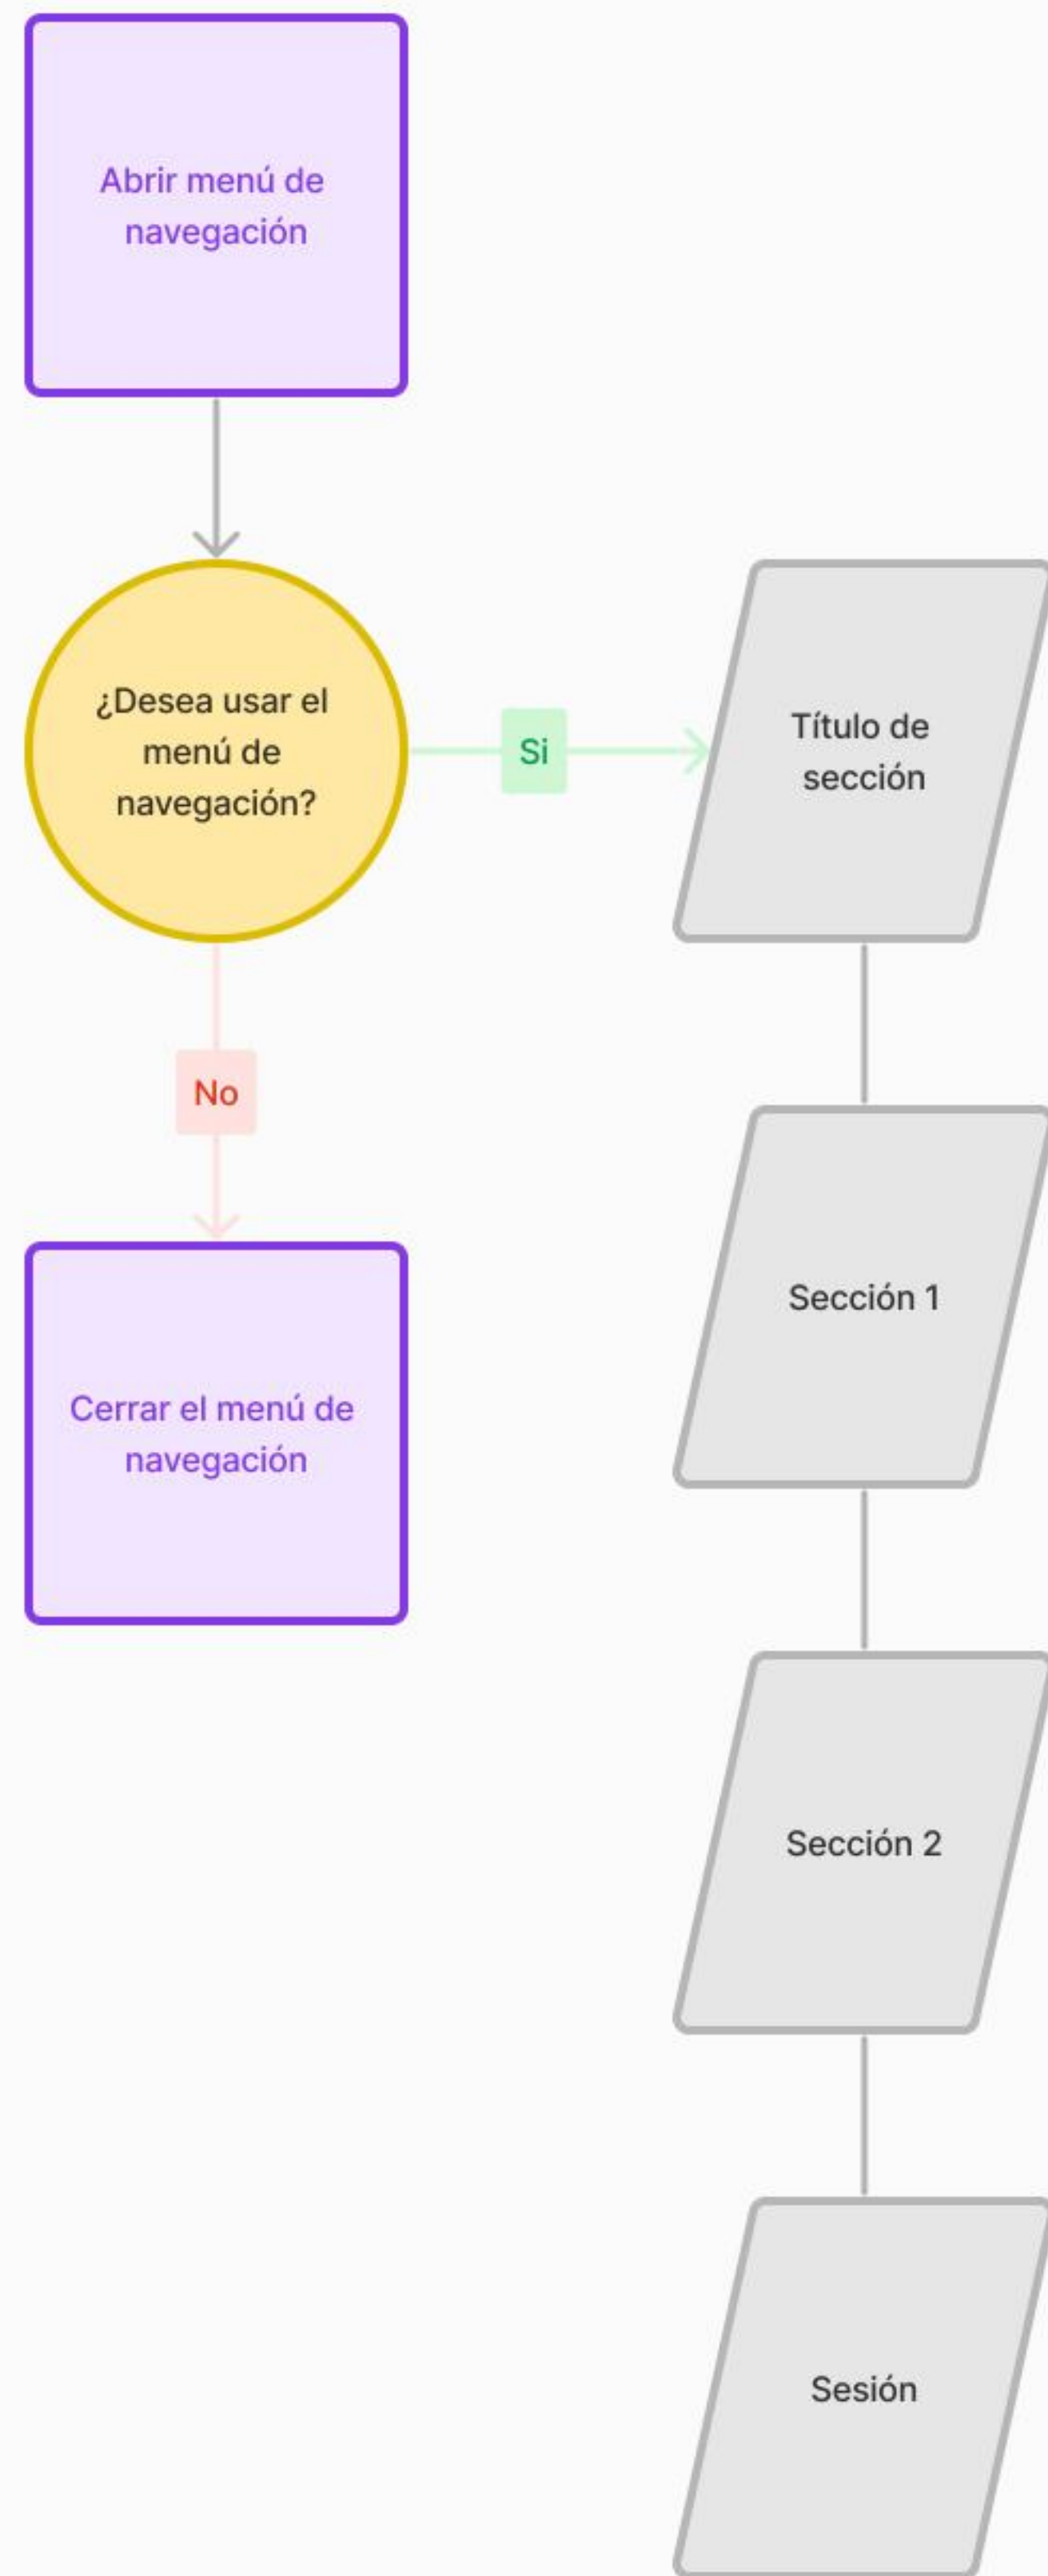 Abrir menú de
navegación
¿Desea usar el
menú de
navegación?
Si
Título de
sección
No
Sección 1
Cerrar el menú de
navegación
Sección 2
Sesión